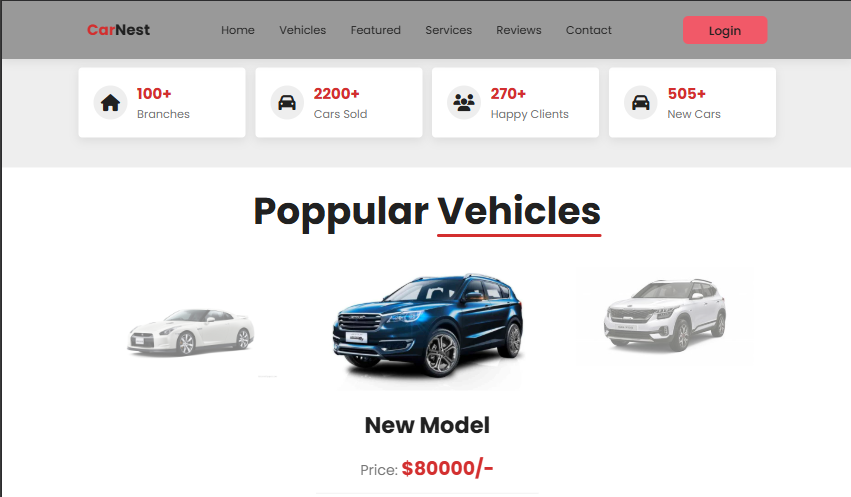 CarNest Home Vehicles Featured Services Reviews Contact Login
100+ 2200+ 270+ 505+
Branches Cars Sold Happy Clients New Cars
Poppular Vehicles
New Model
Price: $80000/-